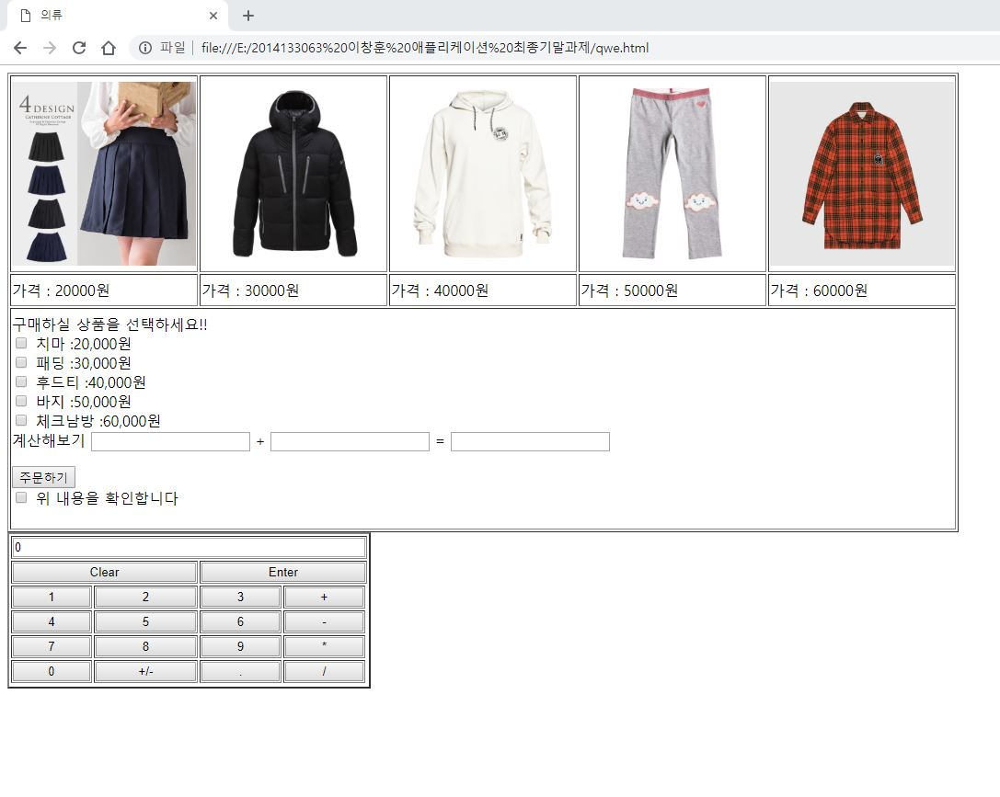 의류
파일 | file:///E:/2014133063%20이창훈%20애플리케이션%20최종기말과제/qwe.html
4 DESIGN
CATHERINE COTTAGE
가격 : 20000원 가격 : 30000원 가격 : 40000원 가격 : 50000원 가격 : 60000원
구매하실 상품을 선택하세요!!
치마 :20,000원
패딩 :30,000원
후드티 :40,000원
바지 :50,000원
체크남방 :60,000원
계산해보기 + =
주문하기
위 내용을 확인합니다
0
Clear Enter
1 2 3 +
4 5 6 -
7 8 9 *
0 +/- . /